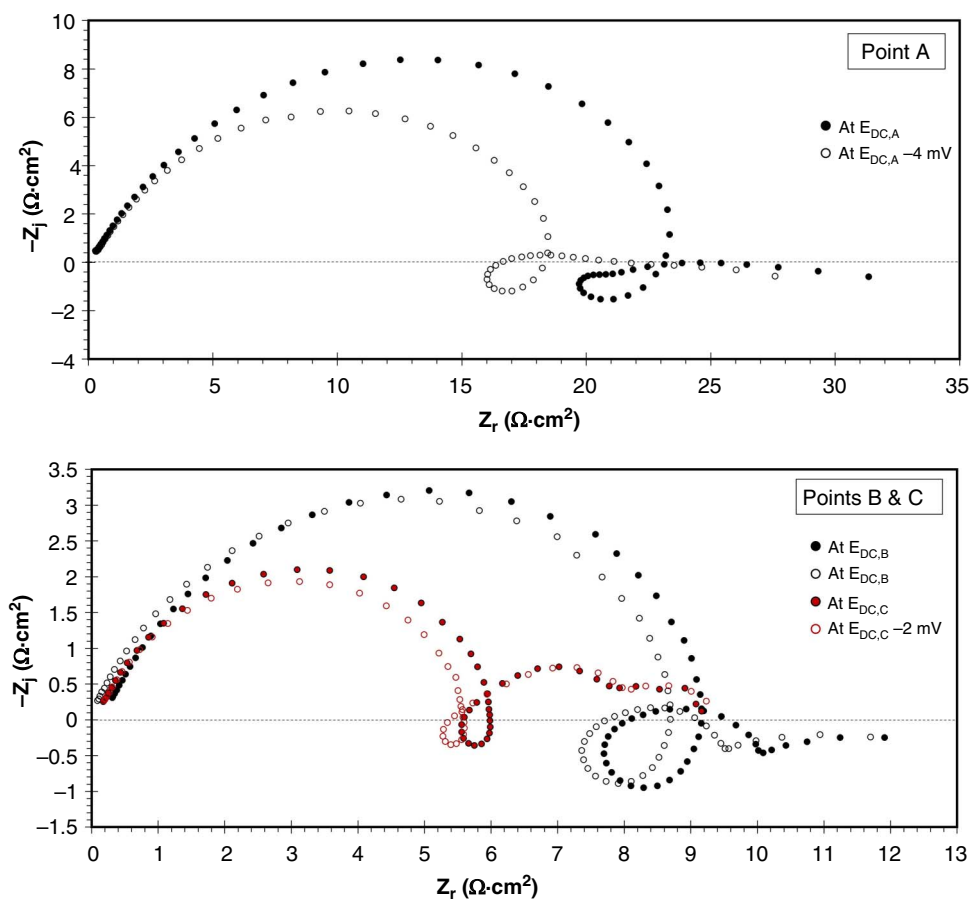 10
8
6
4
2
0
–2
–4
–Zj (Ω·cm²)
Point A
At EDC,A
At EDC,A –4 mV
0 5 10 15 20 25 30 35
Zr (Ω·cm²)
3.5
3
2.5
2
1.5
1
0.5
0
–0.5
–1
–1.5
–Zj (Ω·cm²)
Points B & C
At EDC,B
At EDC,B
At EDC,C
At EDC,C –2 mV
0 1 2 3 4 5 6 7 8 9 10 11 12 13
Zr (Ω·cm²)